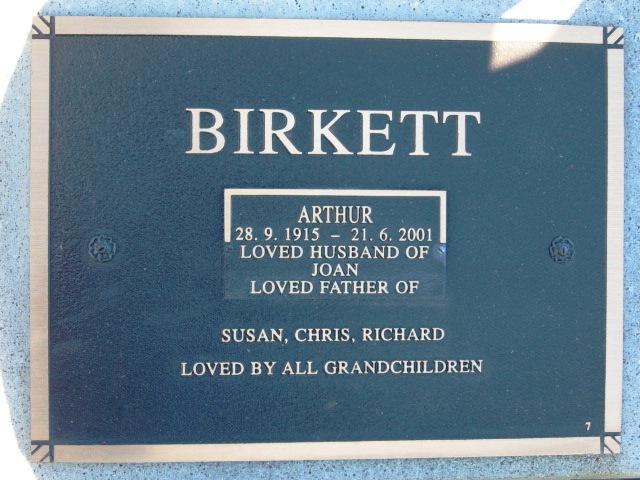 BIRKETT
ARTHUR
28. 9. 1915 – 21. 6. 2001
LOVED HUSBAND OF
JOAN
LOVED FATHER OF
SUSAN, CHRIS, RICHARD
LOVED BY ALL GRANDCHILDREN
7